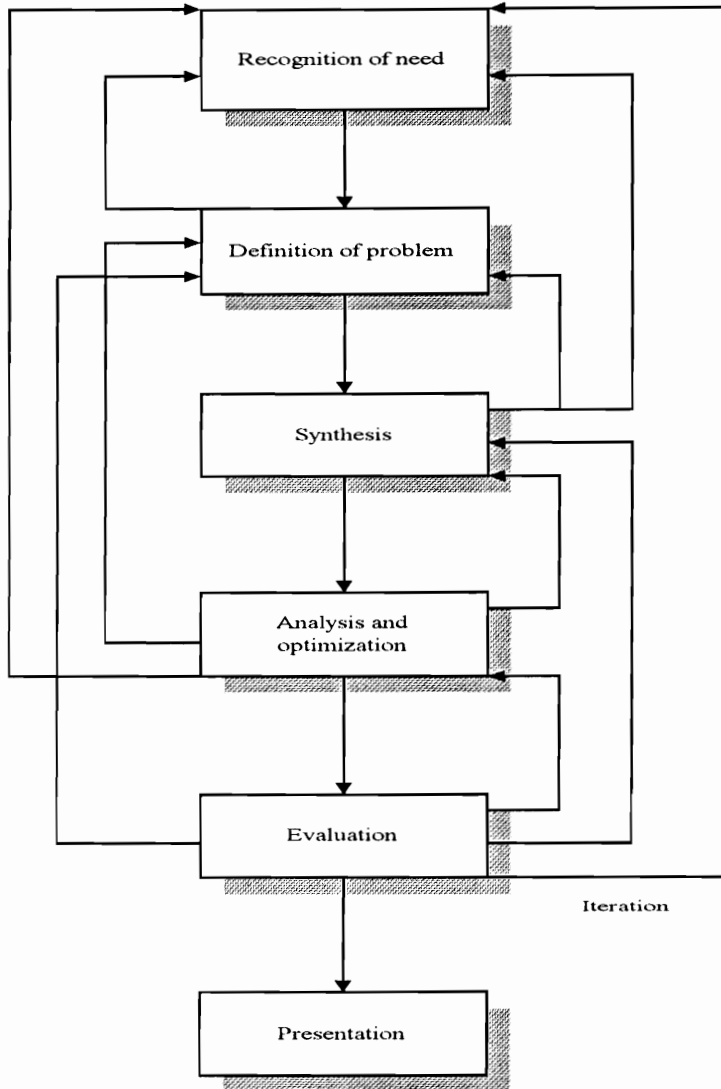 Recognition of need
Definition of problem
Synthesis
Analysis and
optimization
Evaluation
Iteration
Presentation